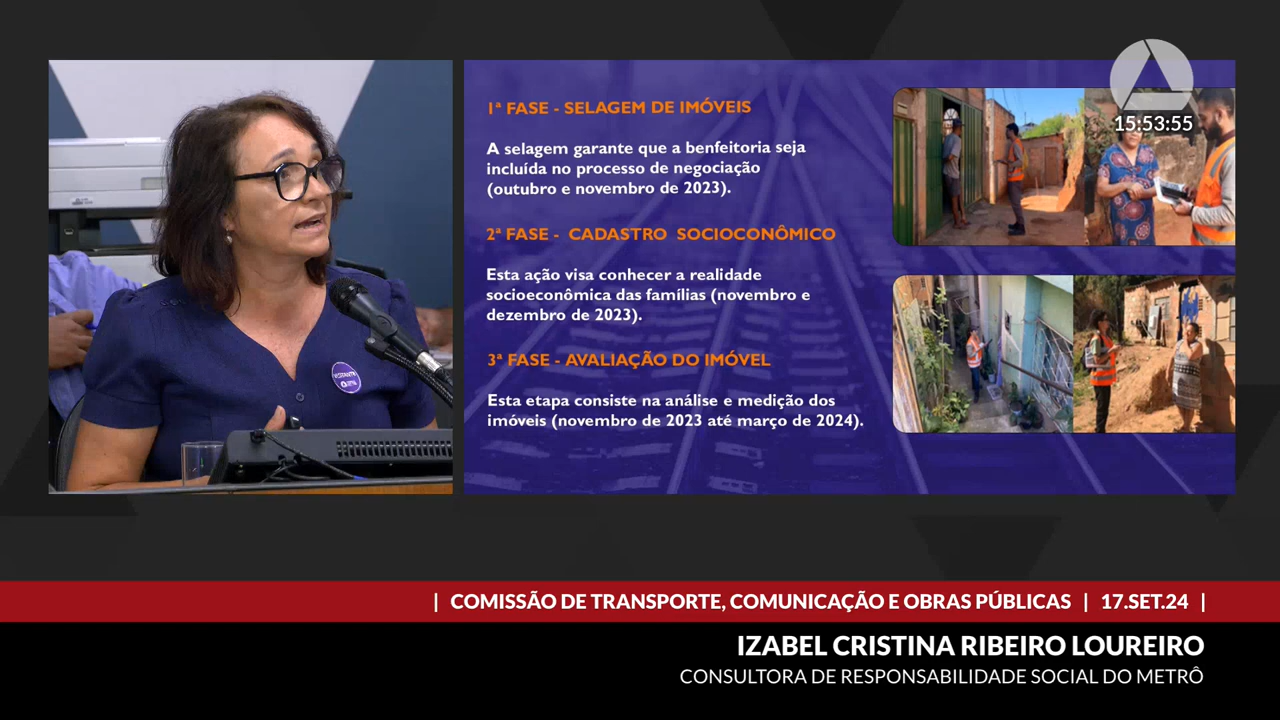 15:53:55
1ª FASE - SELAGEM DE IMÓVEIS
A selagem garante que a benfeitoria seja
incluída no processo de negociação
(outubro e novembro de 2023).
2ª FASE - CADASTRO SOCIOCONÔMICO
Esta ação visa conhecer a realidade
socioeconômica das famílias (novembro e
dezembro de 2023).
3ª FASE - AVALIAÇÃO DO IMÓVEL
Esta etapa consiste na análise e medição dos
imóveis (novembro de 2023 até março de 2024).
VISITANTE
| COMISSÃO DE TRANSPORTE, COMUNICAÇÃO E OBRAS PÚBLICAS | 17.SET.24 |
IZABEL CRISTINA RIBEIRO LOUREIRO
CONSULTORA DE RESPONSABILIDADE SOCIAL DO METRÔ